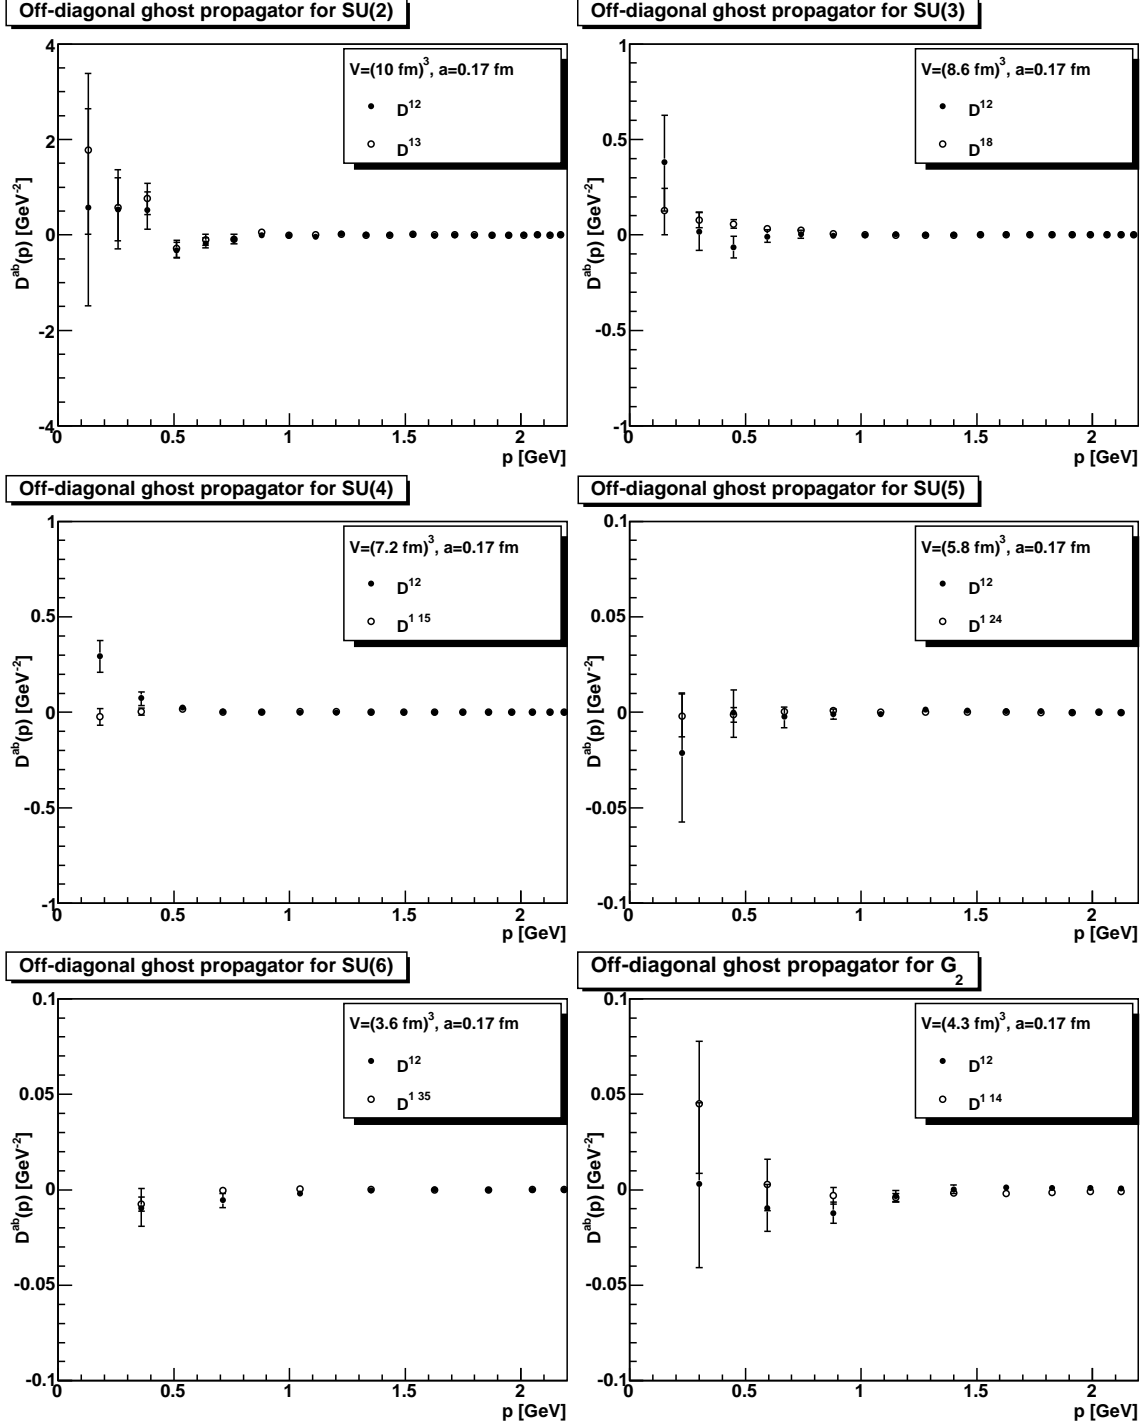 Off-diagonal ghost propagator for SU(2)
D^ab(p) [GeV^-2]
V=(10 fm)^3, a=0.17 fm
D^12
D^13
4
2
0
-2
-4
0 0.5 1 1.5 2
p [GeV]
Off-diagonal ghost propagator for SU(3)
D^ab(p) [GeV^-2]
V=(8.6 fm)^3, a=0.17 fm
D^12
D^18
1
0.5
0
-0.5
-1
0 0.5 1 1.5 2
p [GeV]
Off-diagonal ghost propagator for SU(4)
D^ab(p) [GeV^-2]
V=(7.2 fm)^3, a=0.17 fm
D^12
D^1 15
1
0.5
0
-0.5
-1
0 0.5 1 1.5 2
p [GeV]
Off-diagonal ghost propagator for SU(5)
D^ab(p) [GeV^-2]
V=(5.8 fm)^3, a=0.17 fm
D^12
D^1 24
0.1
0.05
0
-0.05
-0.1
0 0.5 1 1.5 2
p [GeV]
Off-diagonal ghost propagator for SU(6)
D^ab(p) [GeV^-2]
V=(3.6 fm)^3, a=0.17 fm
D^12
D^1 35
0.1
0.05
0
-0.05
-0.1
0 0.5 1 1.5 2
p [GeV]
Off-diagonal ghost propagator for G_2
D^ab(p) [GeV^-2]
V=(4.3 fm)^3, a=0.17 fm
D^12
D^1 14
0.1
0.05
0
-0.05
-0.1
0 0.5 1 1.5 2
p [GeV]